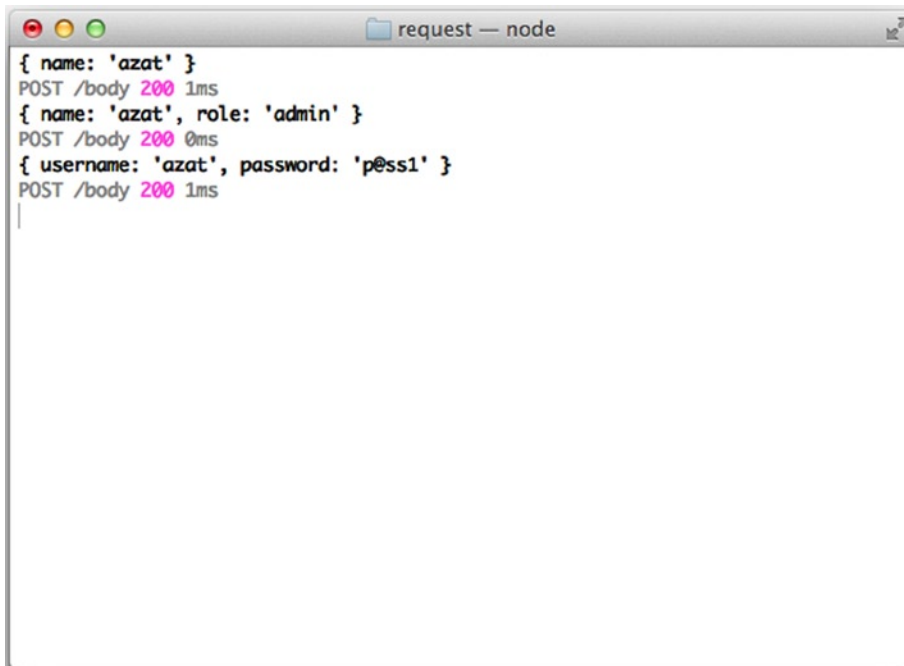 request — node
{ name: 'azat' }
POST /body 200 1ms
{ name: 'azat', role: 'admin' }
POST /body 200 0ms
{ username: 'azat', password: 'p@ss1' }
POST /body 200 1ms